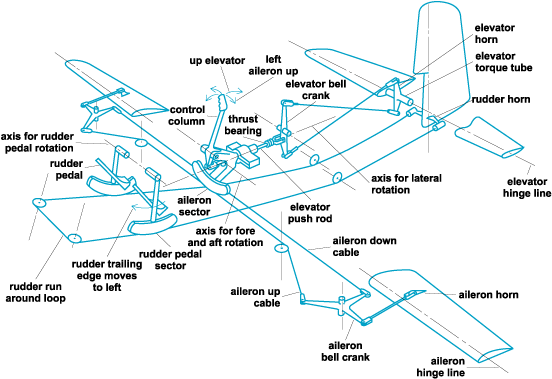 elevator
horn
left
aileron up
up elevator
elevator
torque tube
elevator bell
crank
control
column
thrust
bearing
rudder horn
axis for rudder
pedal rotation
rudder
pedal
axis for lateral
rotation
elevator
hinge line
aileron
sector
elevator
push rod
axis for fore
and aft rotation
aileron down
cable
rudder run
around loop
rudder trailing
edge moves
to left
rudder pedal
sector
aileron up
cable
aileron horn
aileron
bell crank
aileron
hinge line